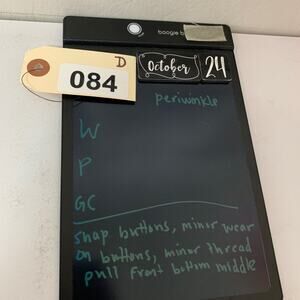 boogie b
D
084
October
24
periwinkle
W
P
GC
snap buttons, minor wear
on buttons, minor thread
pull front bottom middle